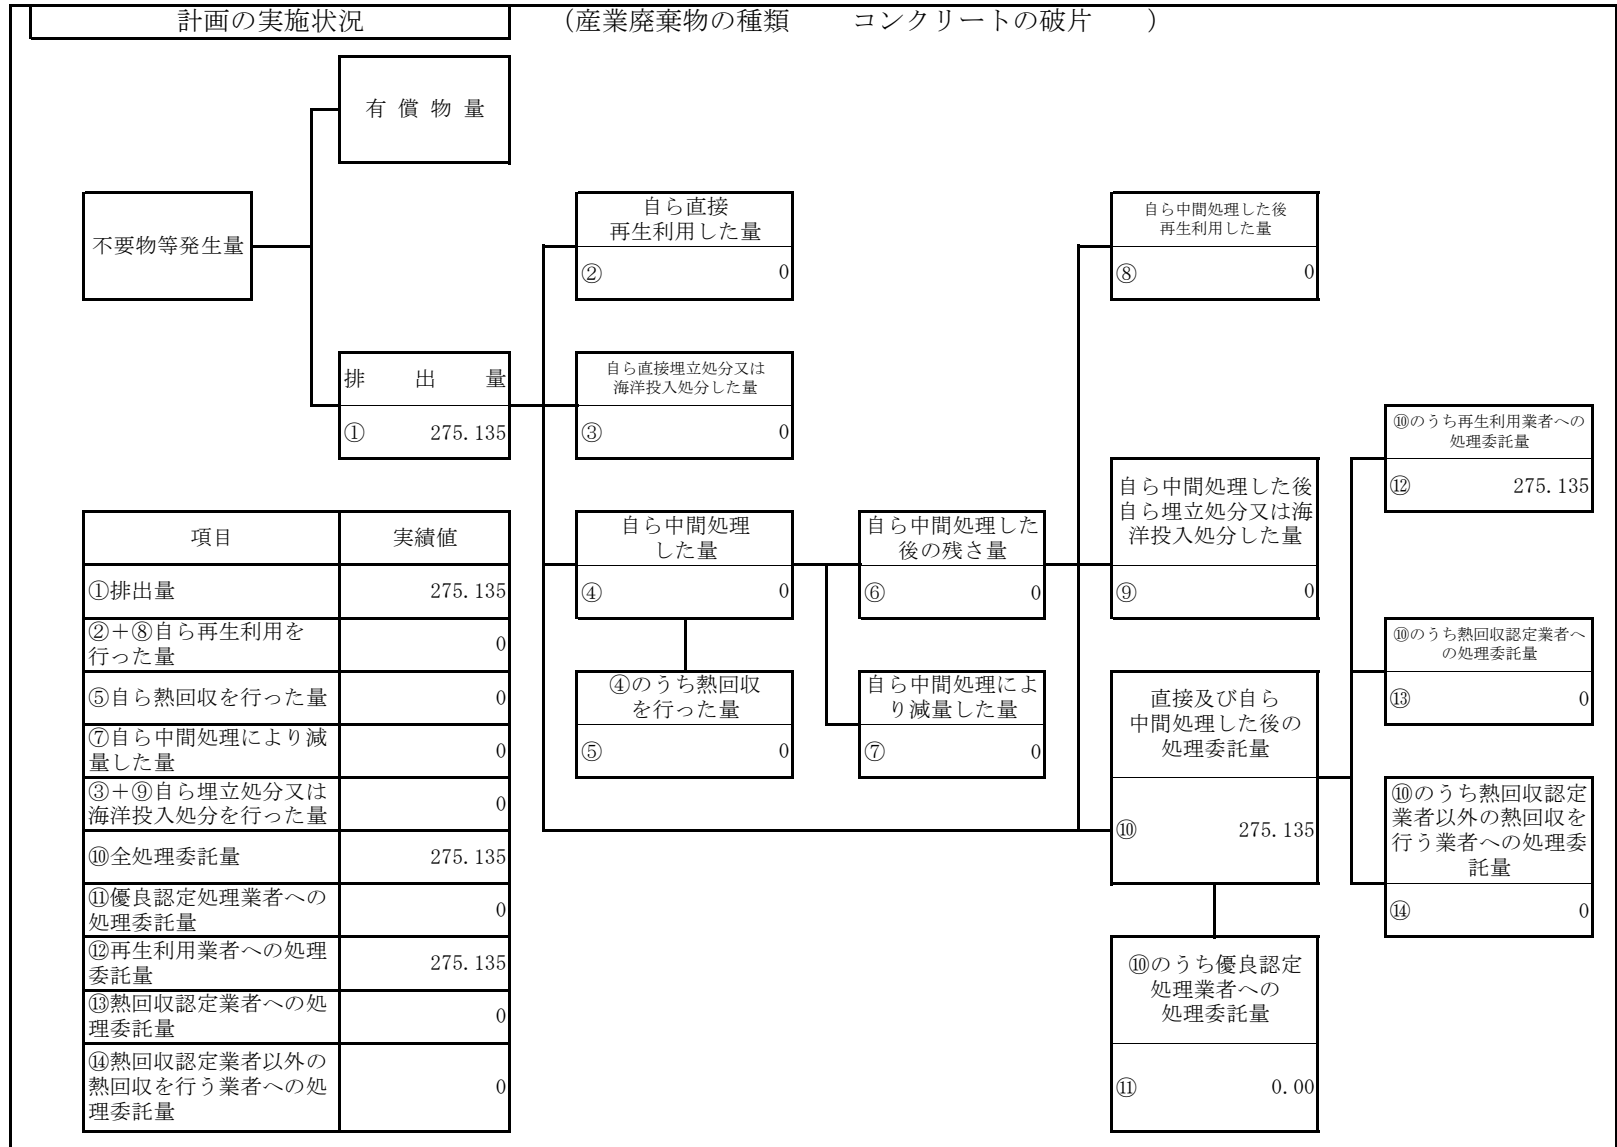 計画の実施状況 （産業廃棄物の種類 コンクリートの破片 ）
有 償 物 量
不要物等発生量
排 出 量
① 275.135
自ら直接
再生利用した量
② 0
自ら直接埋立処分又は
海洋投入処分した量
③ 0
自ら中間処理
した量
④ 0
④のうち熱回収
を行った量
⑤ 0
自ら中間処理した
後の残さ量
⑥ 0
自ら中間処理によ
り減量した量
⑦ 0
自ら中間処理した後
再生利用した量
⑧ 0
自ら中間処理した後
自ら埋立処分又は海
洋投入処分した量
⑨ 0
直接及び自ら
中間処理した後の
処理委託量
⑩ 275.135
⑩のうち優良認定
処理業者への
処理委託量
⑪ 0.00
⑩のうち再生利用業者への
処理委託量
⑫ 275.135
⑩のうち熱回収認定業者へ
の処理委託量
⑬ 0
⑩のうち熱回収認定
業者以外の熱回収を
行う業者への処理委
託量
⑭ 0
項目 実績値
①排出量 275.135
②＋⑧自ら再生利用を
行った量 0
⑤自ら熱回収を行った量 0
⑦自ら中間処理により減
量した量 0
③＋⑨自ら埋立処分又は
海洋投入処分を行った量 0
⑩全処理委託量 275.135
⑪優良認定処理業者への
処理委託量 0
⑫再生利用業者への処理
委託量 275.135
⑬熱回収認定業者への処
理委託量 0
⑭熱回収認定業者以外の
熱回収を行う業者への処
理委託量 0